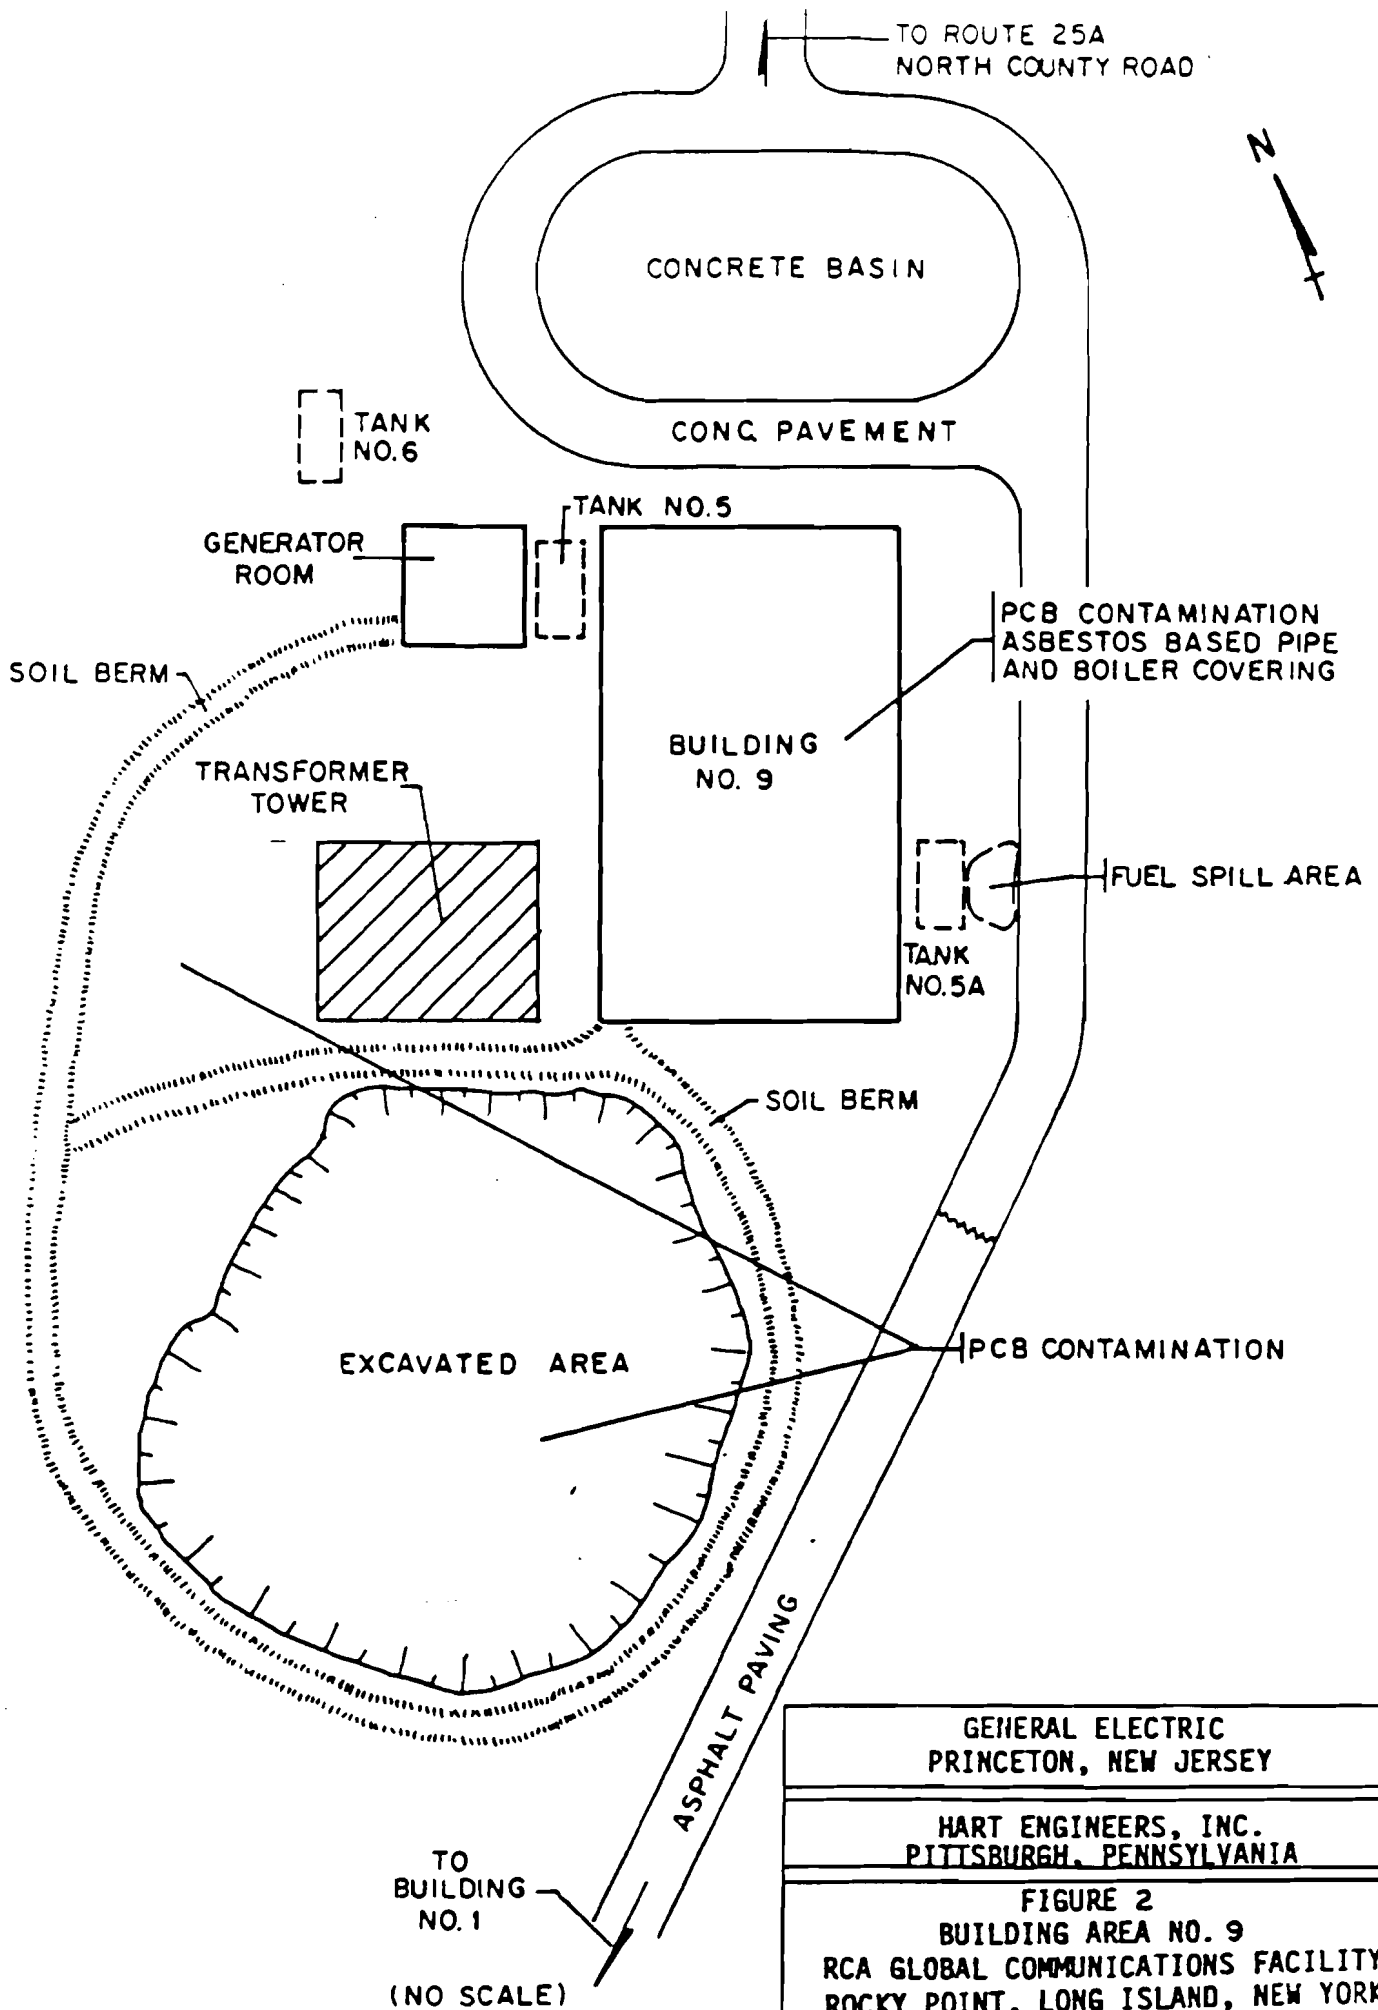 TO ROUTE 25A
NORTH COUNTY ROAD
N
CONCRETE BASIN
CONC. PAVEMENT
TANK
NO.6
TANK NO.5
GENERATOR
ROOM
PCB CONTAMINATION
ASBESTOS BASED PIPE
AND BOILER COVERING
SOIL BERM
BUILDING
NO. 9
TRANSFORMER
TOWER
FUEL SPILL AREA
TANK
NO.5A
SOIL BERM
PCB CONTAMINATION
EXCAVATED AREA
ASPHALT PAVING
TO
BUILDING
NO.1
(NO SCALE)
GENERAL ELECTRIC
PRINCETON, NEW JERSEY
HART ENGINEERS, INC.
PITTSBURGH, PENNSYLVANIA
FIGURE 2
BUILDING AREA NO. 9
RCA GLOBAL COMMUNICATIONS FACILITY
ROCKY POINT, LONG ISLAND, NEW YORK